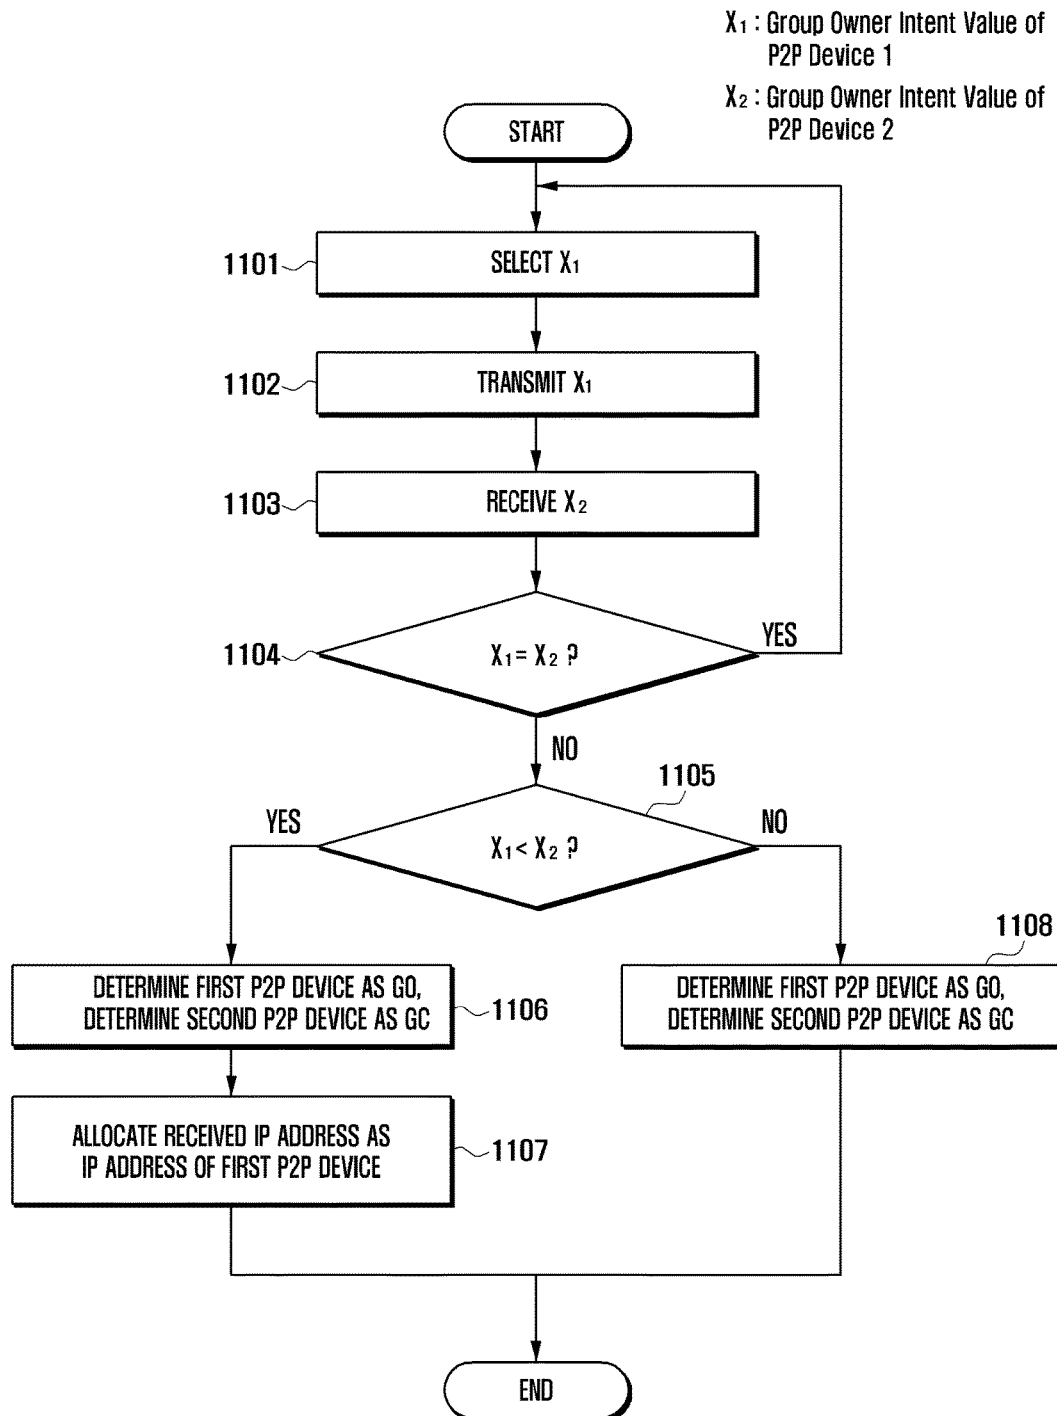 X1 : Group Owner Intent Value of
P2P Device 1
X2 : Group Owner Intent Value of
P2P Device 2
START
1101
SELECT X1
1102
TRANSMIT X1
1103
RECEIVE X2
1104
X1 = X2 ?
YES
NO
1105
YES
X1 < X2 ?
NO
1108
DETERMINE FIRST P2P DEVICE AS GO,
DETERMINE SECOND P2P DEVICE AS GC
1106
DETERMINE FIRST P2P DEVICE AS GO,
DETERMINE SECOND P2P DEVICE AS GC
ALLOCATE RECEIVED IP ADDRESS AS
IP ADDRESS OF FIRST P2P DEVICE
1107
END